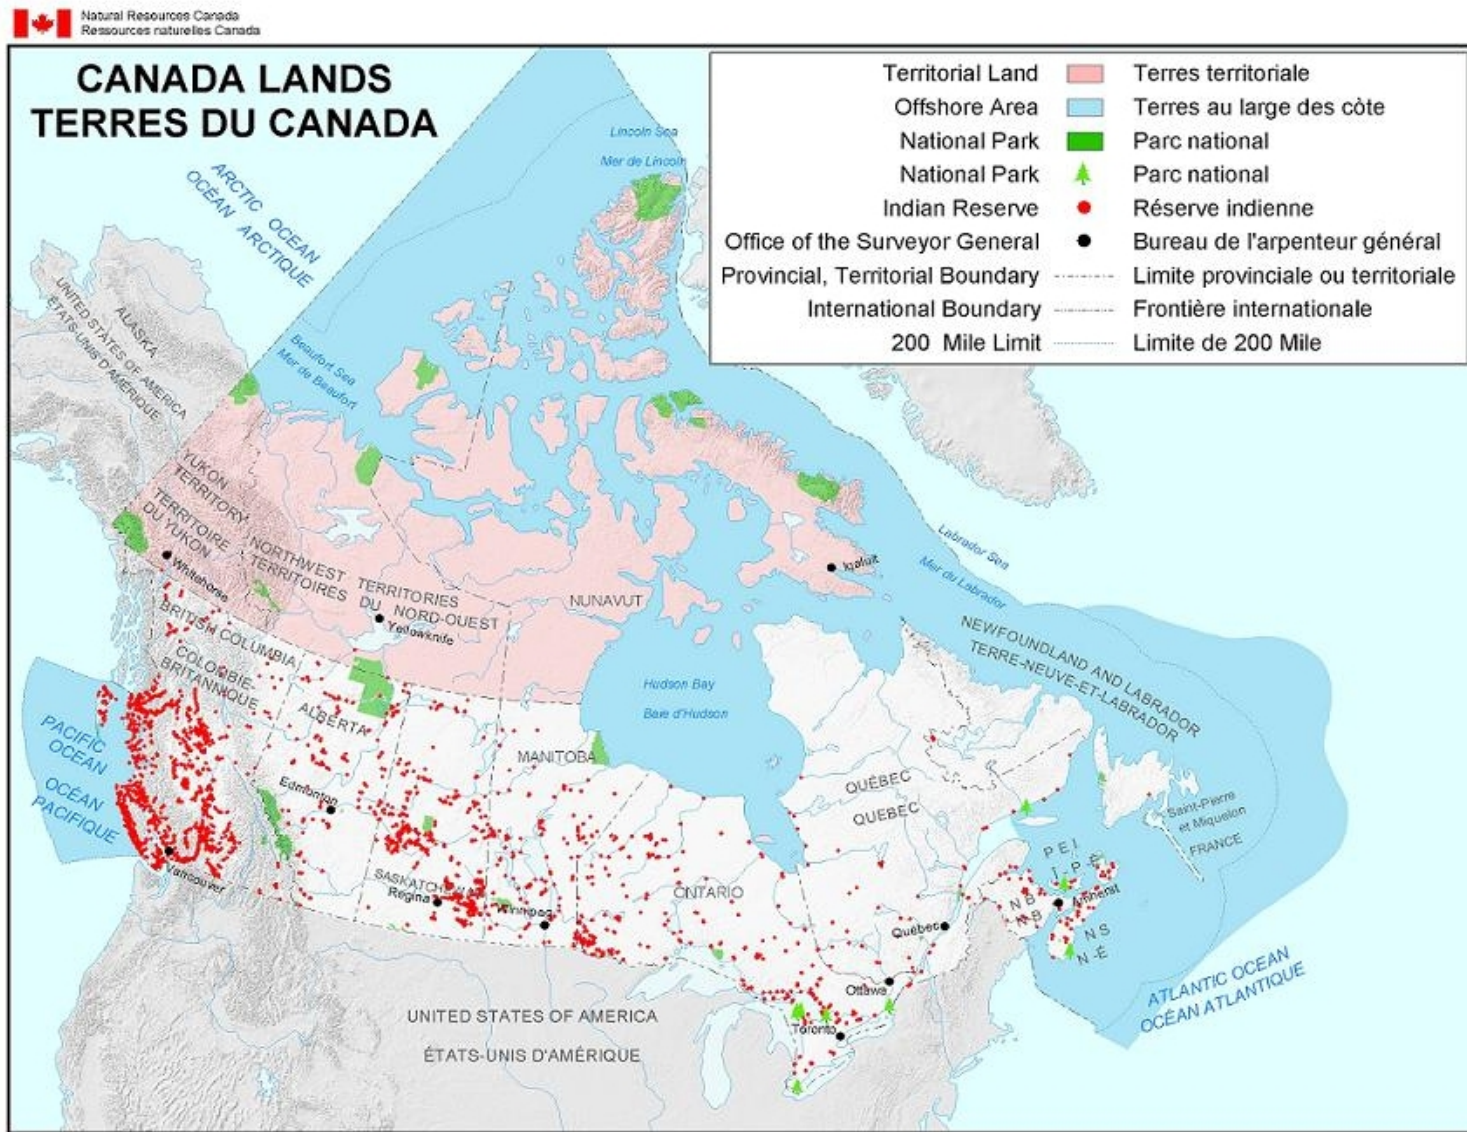 Natural Resources Canada
Ressources naturelles Canada
CANADA LANDS
TERRES DU CANADA
Territorial Land Terres territoriale
Offshore Area Terres au large des côte
National Park Parc national
National Park Parc national
Indian Reserve Réserve indienne
Office of the Surveyor General Bureau de l'arpenteur général
Provincial, Territorial Boundary Limite provinciale ou territoriale
International Boundary Frontière internationale
200 Mile Limit Limite de 200 Mile
Lincoln Sea
Mer de Lincoln
ARCTIC OCEAN
OCÉAN ARCTIQUE
ALASKA
UNITED STATES OF AMERICA
ÉTATS-UNIS D'AMÉRIQUE
Beaufort Sea
Mer de Beaufort
YUKON
TERRITORY
TERRITOIRE
DU YUKON
Whitehorse
NORTHWEST TERRITORIES
TERRITOIRES DU NORD-OUEST
Yellowknife
NUNAVUT
Iqaluit
Labrador Sea
Mer du Labrador
NEWFOUNDLAND AND LABRADOR
TERRE-NEUVE-ET-LABRADOR
BRITISH COLUMBIA
COLOMBIE-
BRITANNIQUE
ALBERTA
Hudson Bay
Baie d'Hudson
PACIFIC
OCEAN
OCÉAN
PACIFIQUE
MANITOBA
Edmonton
QUÉBEC
QUEBEC
Saint-Pierre
et Miquelon
FRANCE
Vancouver
SASKATCHEWAN
Regina
Winnipeg
ONTARIO
PEI
Î-P-É
NB
NB
Amherst
NS
N-É
Québec
Ottawa
Toronto
ATLANTIC OCEAN
OCÉAN ATLANTIQUE
UNITED STATES OF AMERICA
ÉTATS-UNIS D'AMÉRIQUE